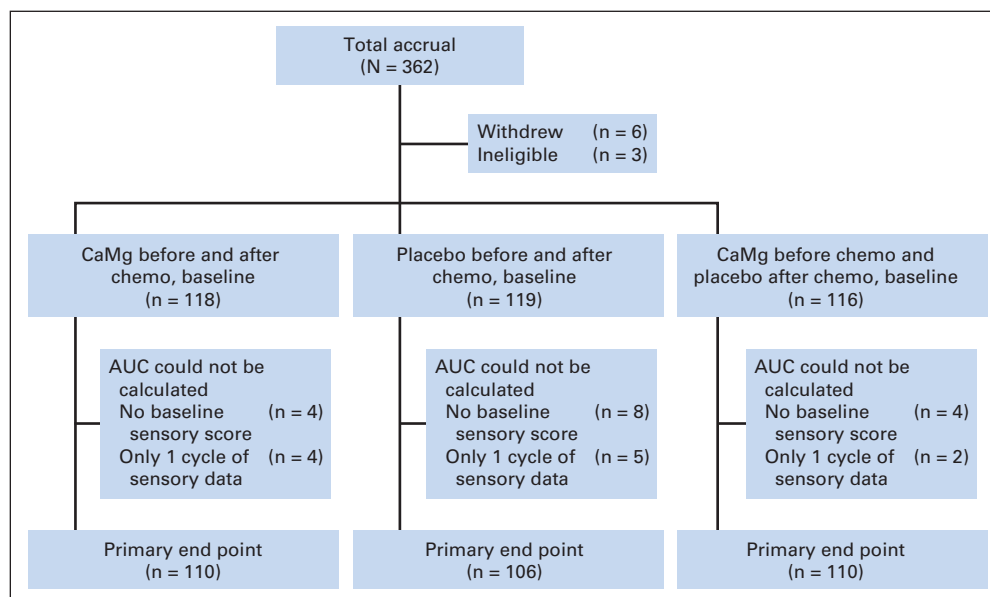 Total accrual
(N = 362)
Withdrew (n = 6)
Ineligible (n = 3)
CaMg before and after
chemo, baseline
(n = 118)
Placebo before and after
chemo, baseline
(n = 119)
CaMg before chemo and
placebo after chemo, baseline
(n = 116)
AUC could not be
calculated
No baseline (n = 4)
sensory score
Only 1 cycle of (n = 4)
sensory data
AUC could not be
calculated
No baseline (n = 8)
sensory score
Only 1 cycle of (n = 5)
sensory data
AUC could not be
calculated
No baseline (n = 4)
sensory score
Only 1 cycle of (n = 2)
sensory data
Primary end point
(n = 110)
Primary end point
(n = 106)
Primary end point
(n = 110)